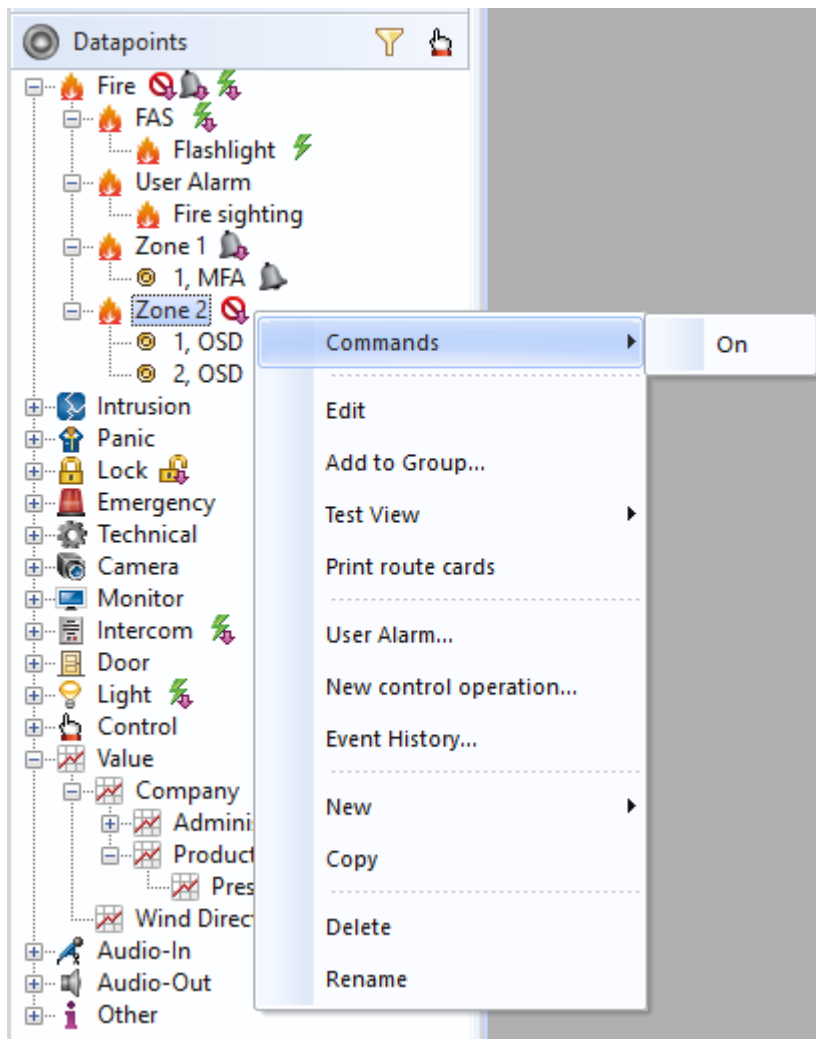 Datapoints
Fire
FAS
Flashlight
User Alarm
Fire sighting
Zone 1
1, MFA
Zone 2
1, OSD
2, OSD
Intrusion
Panic
Lock
Emergency
Technical
Camera
Monitor
Intercom
Door
Light
Control
Value
Company
Adminis
Product
Pres
Wind Direc
Audio-In
Audio-Out
Other
Commands
Edit
Add to Group...
Test View
Print route cards
User Alarm...
New control operation...
Event History...
New
Copy
Delete
Rename
On